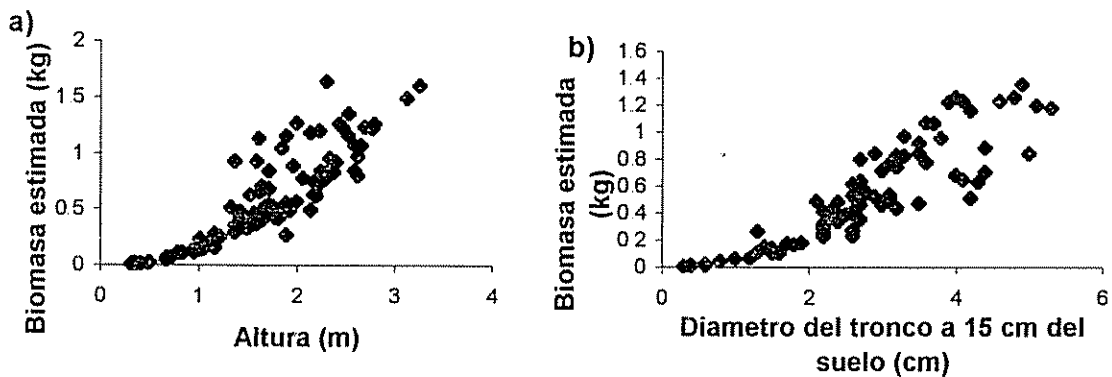 a)
Biomasa estimada (kg)
2
1.5
1
0.5
0
0
1
2
3
4
Altura (m)
b)
Biomasa estimada
(kg)
1.6
1.4
1.2
1.0
0.8
0.6
0.4
0 2
0.0
0
2
4
6
Diametro del tronco a 15 cm del
suelo (cm)